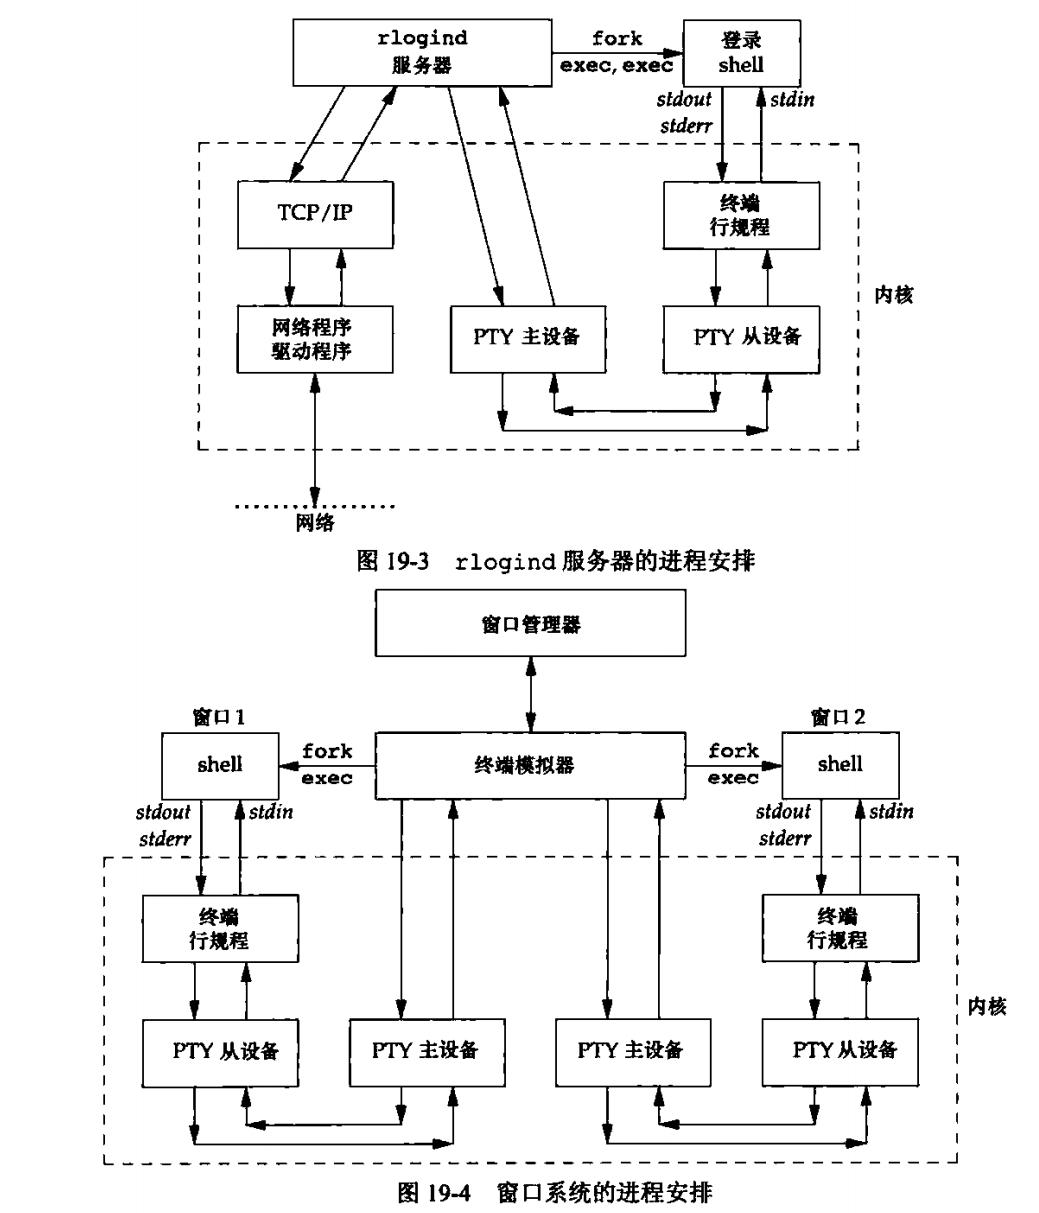 rlogind
服务器
fork
exec, exec
登录
shell
stdout
stderr
stdin
TCP/IP
终端
行规程
网络程序
驱动程序
PTY 主设备
PTY 从设备
内核
网络
图 19-3 rlogind 服务器的进程安排
窗口管理器
窗口 1
窗口 2
shell
fork
exec
终端模拟器
fork
exec
shell
stdout
stderr
stdin
stdout
stderr
stdin
终端
行规程
终端
行规程
PTY 从设备
PTY 主设备
PTY 主设备
PTY 从设备
内核
图 19-4 窗口系统的进程安排